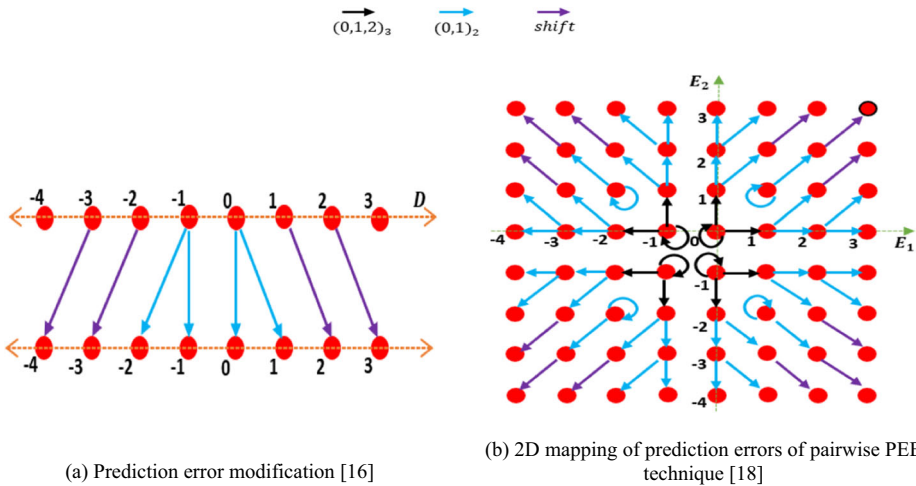 (0,1,2)₃ (0,1)₂ shift
-4 -3 -2 -1 0 1 2 3 D
-4 -3 -2 -1 0 1 2 3
(a) Prediction error modification [16]
E₂
3
2
1
-4 -3 -2 -1 0 1 2 3 E₁
-1
-2
-3
-4
(b) 2D mapping of prediction errors of pairwise PEE
technique [18]